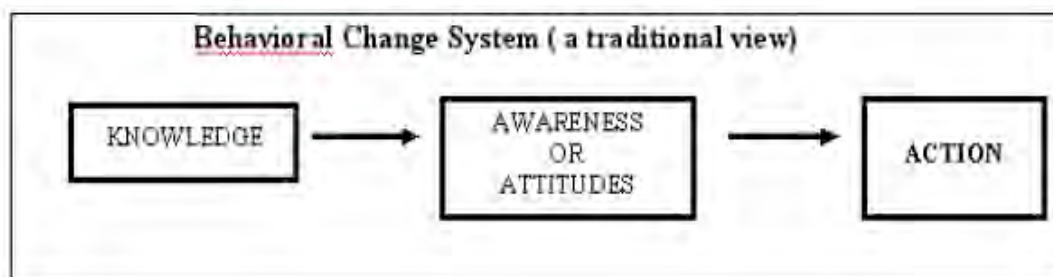 Behavioral Change System ( a traditional view)
KNOWLEDGE
AWARENESS
OR
ATTITUDES
ACTION